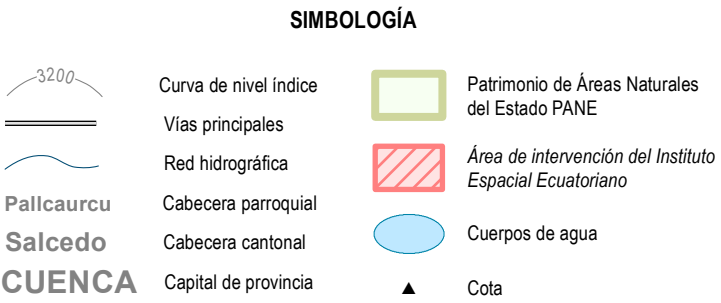 SIMBOLOGÍA
3200
Curva de nivel índice
Vías principales
Red hidrográfica
Pallcaurcu
Cabecera parroquial
Salcedo
Cabecera cantonal
CUENCA
Capital de provincia
Patrimonio de Áreas Naturales
del Estado PANE
Área de intervención del Instituto
Espacial Ecuatoriano
Cuerpos de agua
Cota